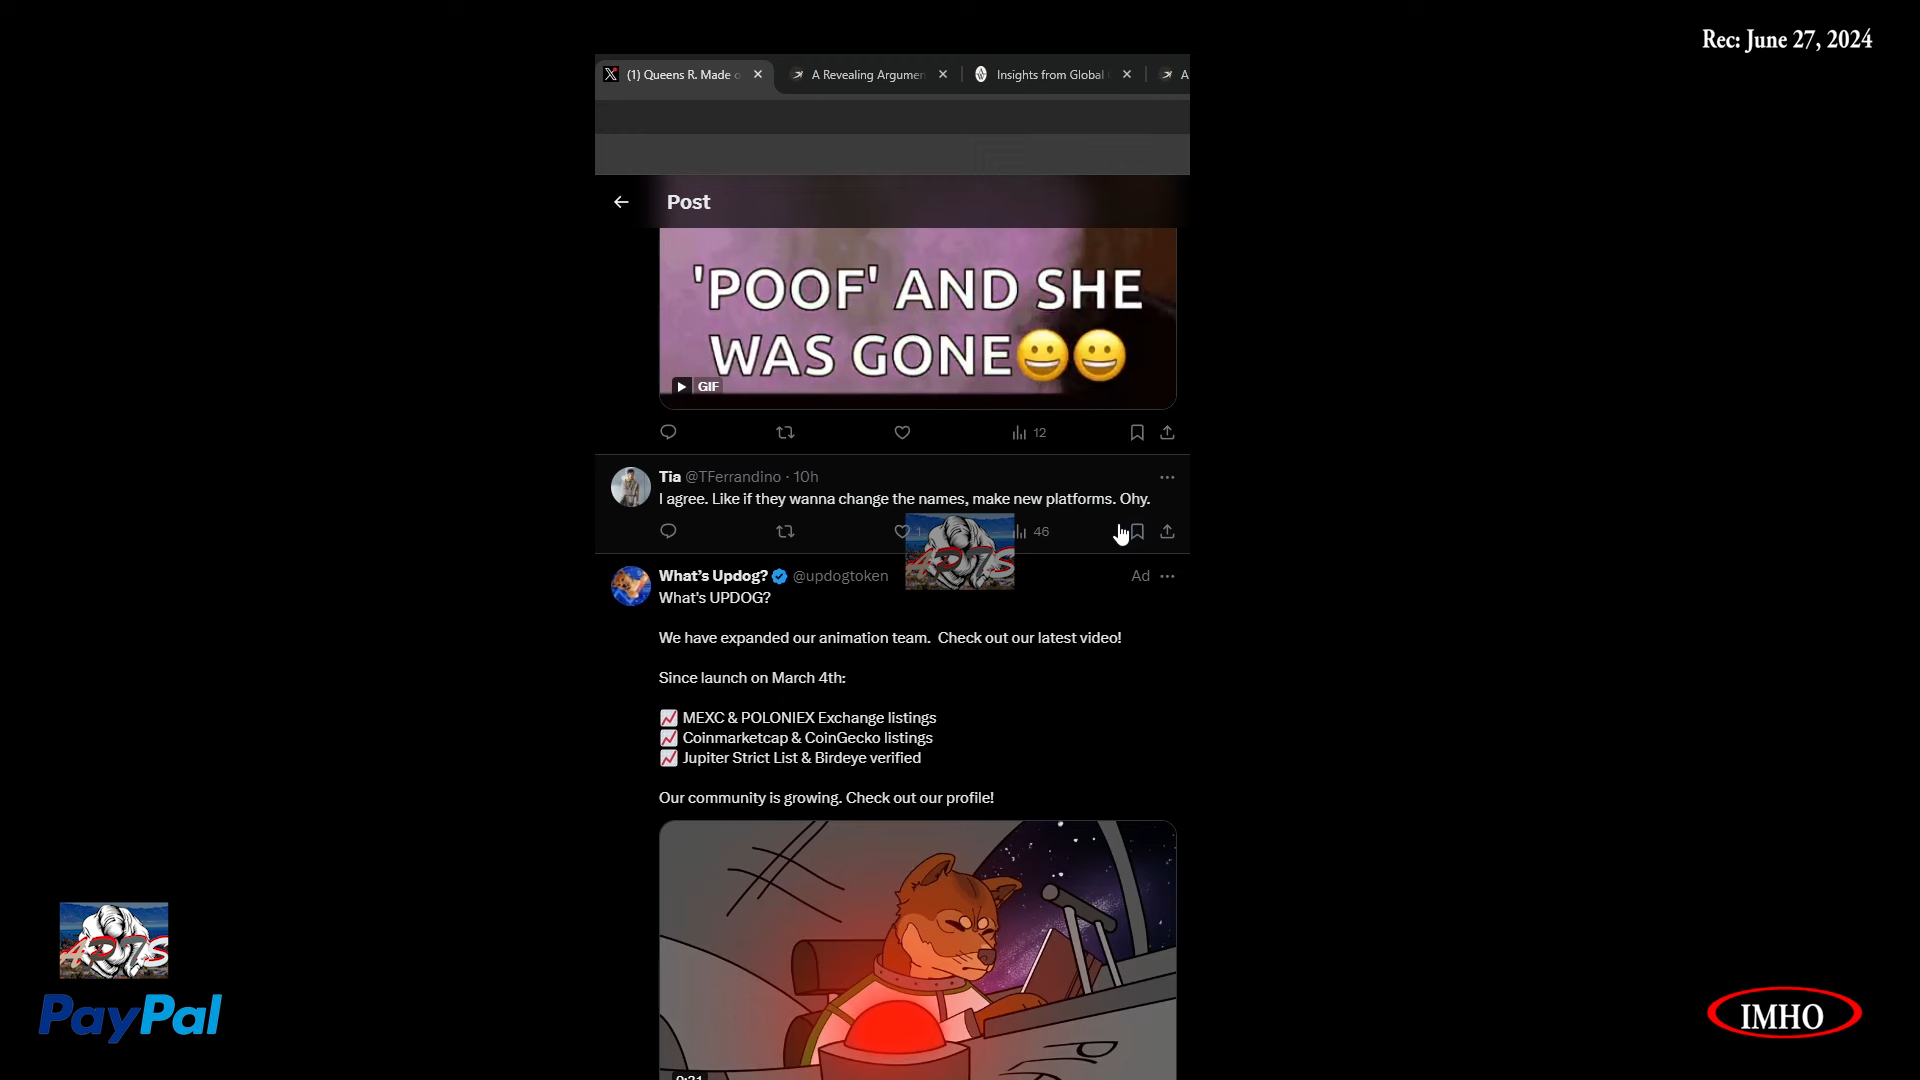 Rec: June 27, 2024
(1) Queens R. Made o
A Revealing Argumen
Insights from Global
A
Post
'POOF' AND SHE
WAS GONE😀😀
GIF
12
Tia @TFerrandino · 10h
I agree. Like if they wanna change the names, make new platforms. Ohy.
1
46
What's Updog? @updogtoken
Ad
What's UPDOG?
We have expanded our animation team. Check out our latest video!
Since launch on March 4th:
📈 MEXC & POLONIEX Exchange listings
📈 Coinmarketcap & CoinGecko listings
📈 Jupiter Strict List & Birdeye verified
Our community is growing. Check out our profile!
PayPal
IMHO